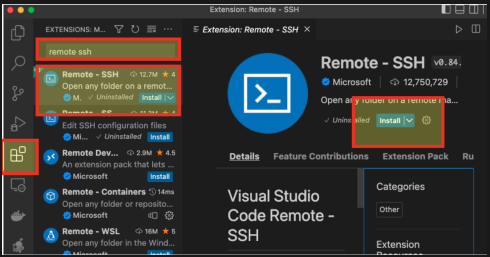 Extension: Remote - SSH
EXTENSIONS: M...
remote ssh
Remote - SSH 12.7M ★ 4
Open any folder on a remot...
M. ✓ Uninstalled Install
Remote - SSH
Edit SSH configuration files
Mi... ✓ Uninstalled Install
Remote Dev... 2.9M ★ 4.5
An extension pack that lets ...
Microsoft Install
Remote - Containers 14ms
Open any folder or reposito...
Microsoft
Remote - WSL 16M ★ 5
Open any folder in the Wind...
Microsoft Install
Extension: Remote - SSH ×
Remote - SSH v0.84.
Microsoft 12,750,729
Open any folder on a remote ma...
✓ Uninstalled Install
Details Feature Contributions Extension Pack Ru
Visual Studio
Code Remote -
SSH
Categories
Other
Extension
Resources